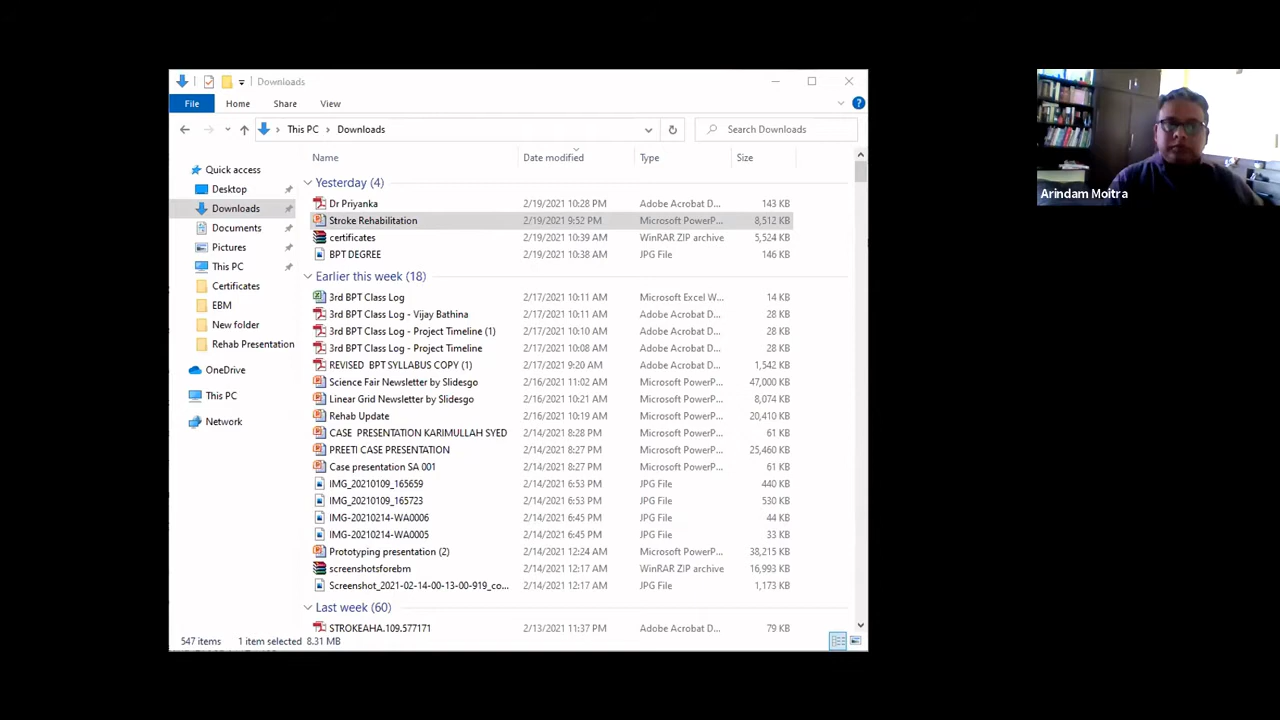 Downloads
File Home Share View
This PC Downloads
Search Downloads
Name Date modified Type Size
Quick access
Desktop
Downloads
Documents
Pictures
This PC
Certificates
EBM
New folder
Rehab Presentation
OneDrive
This PC
Network
Yesterday (4)
Dr Priyanka 2/19/2021 10:28 PM Adobe Acrobat D... 143 KB
Stroke Rehabilitation 2/19/2021 9:52 PM Microsoft PowerP... 8,512 KB
certificates 2/19/2021 10:39 AM WinRAR ZIP archive 5,524 KB
BPT DEGREE 2/19/2021 10:38 AM JPG File 146 KB
Earlier this week (18)
3rd BPT Class Log 2/17/2021 10:11 AM Microsoft Excel W... 14 KB
3rd BPT Class Log - Vijay Bathina 2/17/2021 10:11 AM Adobe Acrobat D... 28 KB
3rd BPT Class Log - Project Timeline (1) 2/17/2021 10:10 AM Adobe Acrobat D... 28 KB
3rd BPT Class Log - Project Timeline 2/17/2021 10:08 AM Adobe Acrobat D... 28 KB
REVISED BPT SYLLABUS COPY (1) 2/17/2021 9:20 AM Adobe Acrobat D... 1,542 KB
Science Fair Newsletter by Slidesgo 2/16/2021 11:02 AM Microsoft PowerP... 47,000 KB
Linear Grid Newsletter by Slidesgo 2/16/2021 10:21 AM Microsoft PowerP... 8,074 KB
Rehab Update 2/16/2021 10:19 AM Microsoft PowerP... 20,410 KB
CASE PRESENTATION KARIMULLAH SYED 2/14/2021 8:28 PM Microsoft PowerP... 61 KB
PREETI CASE PRESENTATION 2/14/2021 8:27 PM Microsoft PowerP... 25,460 KB
Case presentation SA 001 2/14/2021 8:27 PM Microsoft PowerP... 61 KB
IMG_20210109_165659 2/14/2021 6:53 PM JPG File 440 KB
IMG_20210109_165723 2/14/2021 6:53 PM JPG File 530 KB
IMG-20210214-WA0006 2/14/2021 6:45 PM JPG File 44 KB
IMG-20210214-WA0005 2/14/2021 6:45 PM JPG File 33 KB
Prototyping presentation (2) 2/14/2021 12:24 AM Microsoft PowerP... 38,215 KB
screenshotsforebm 2/14/2021 12:17 AM WinRAR ZIP archive 16,993 KB
Screenshot_2021-02-14-00-13-00-919_co... 2/14/2021 12:17 AM JPG File 1,173 KB
Last week (60)
STROKEAHA.109.577171 2/13/2021 11:37 PM Adobe Acrobat D... 79 KB
547 items 1 item selected 8.31 MB
Arindam Moitra